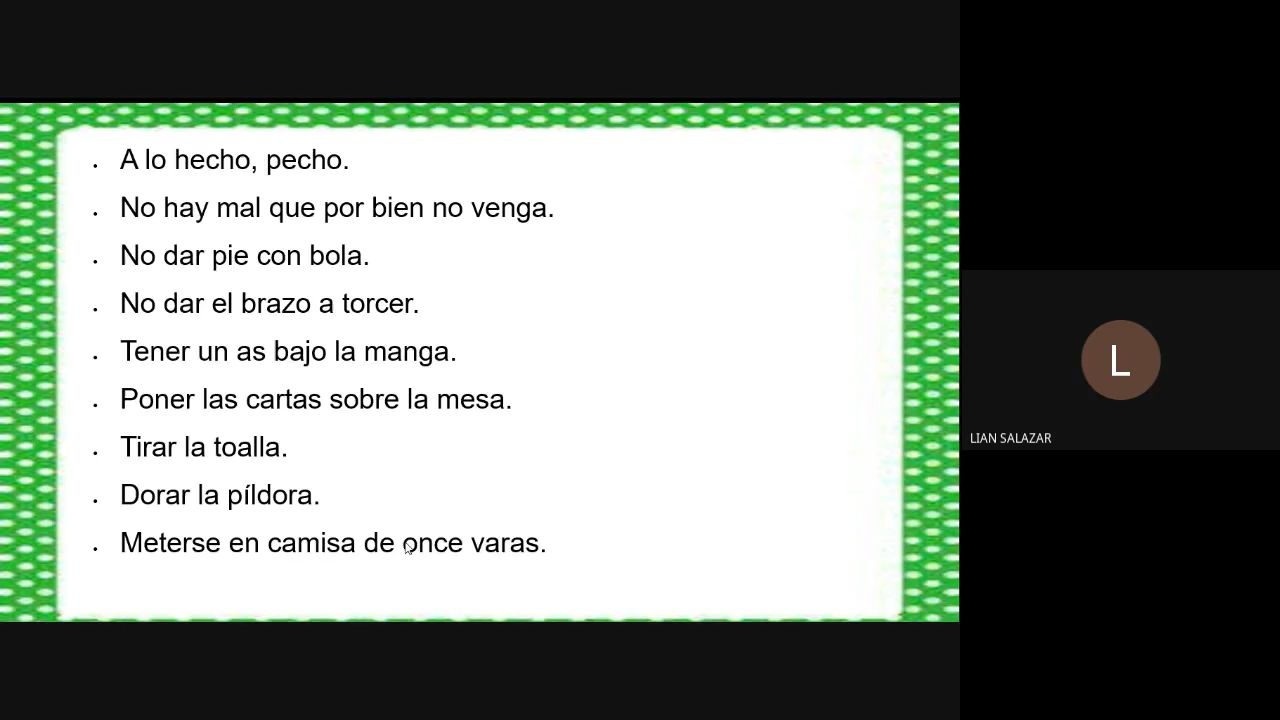 • A lo hecho, pecho.
• No hay mal que por bien no venga.
• No dar pie con bola.
• No dar el brazo a torcer.
• Tener un as bajo la manga.
• Poner las cartas sobre la mesa.
• Tirar la toalla.
• Dorar la píldora.
• Meterse en camisa de once varas.
L
LIAN SALAZAR